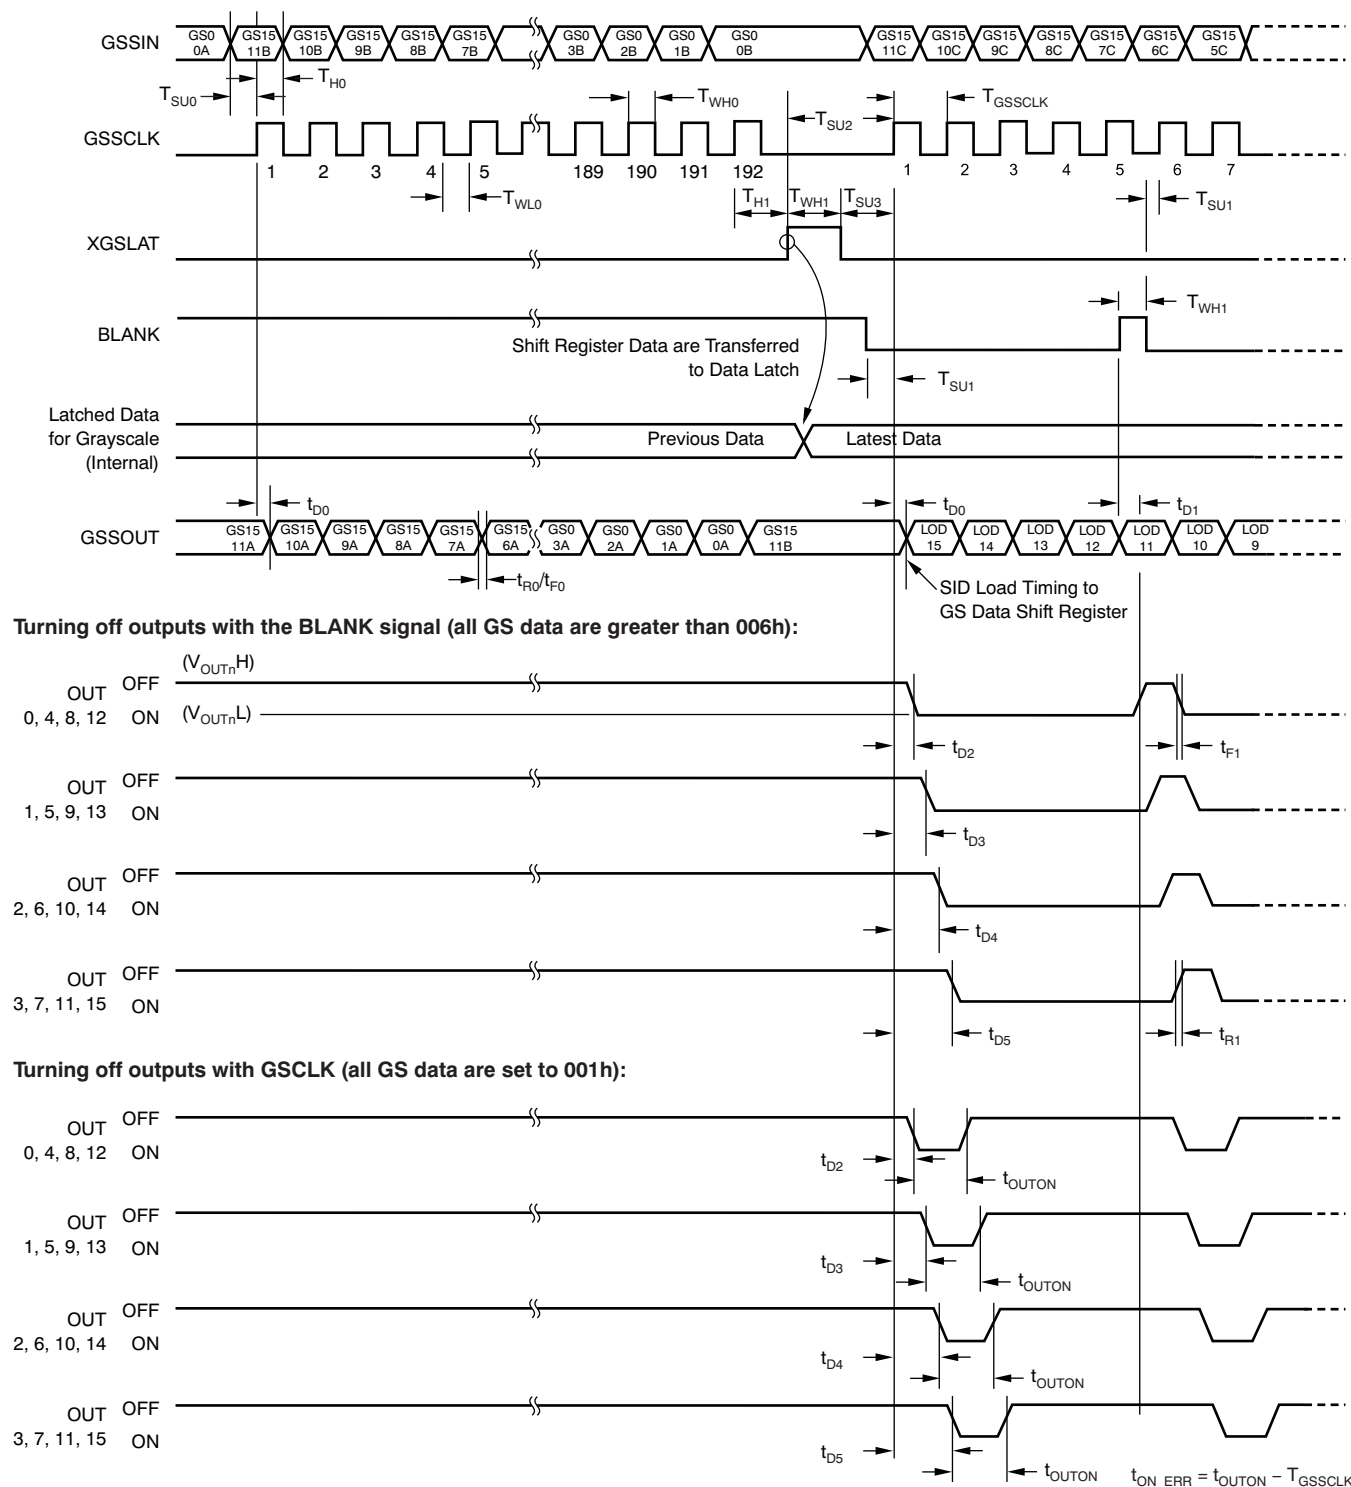 GSSIN
GS0 0A GS15 11B GS15 10B GS15 9B GS15 8B GS15 7B GS0 3B GS0 2B GS0 1B GS0 0B GS15 11C GS15 10C GS15 9C GS15 8C GS15 7C GS15 6C GS15 5C
TSU0 TH0 TWH0 TSU2 TGSSCLK
GSSCLK
1 2 3 4 5 189 190 191 192 1 2 3 4 5 6 7
TWL0 TH1 TWH1 TSU3 TSU1
XGSLAT
BLANK
TWH1
Shift Register Data are Transferred
to Data Latch
TSU1
Latched Data
for Grayscale
(Internal)
Previous Data Latest Data
tD0 tD0 tD1
GSSOUT
GS15 11A GS15 10A GS15 9A GS15 8A GS15 7A GS15 6A GS0 3A GS0 2A GS0 1A GS0 0A GS15 11B LOD 15 LOD 14 LOD 13 LOD 12 LOD 11 LOD 10 LOD 9
tR0/tF0
SID Load Timing to
GS Data Shift Register
Turning off outputs with the BLANK signal (all GS data are greater than 006h):
(VOUTnH)
OUT OFF
0, 4, 8, 12 ON (VOUTnL)
tD2 tF1
OUT OFF
1, 5, 9, 13 ON
tD3
OUT OFF
2, 6, 10, 14 ON
tD4
OUT OFF
3, 7, 11, 15 ON
tD5 tR1
Turning off outputs with GSCLK (all GS data are set to 001h):
OUT OFF
0, 4, 8, 12 ON
tD2
tOUTON
OUT OFF
1, 5, 9, 13 ON
tD3
tOUTON
OUT OFF
2, 6, 10, 14 ON
tD4
tOUTON
OUT OFF
3, 7, 11, 15 ON
tD5
tOUTON tON_ERR = tOUTON − TGSSCLK